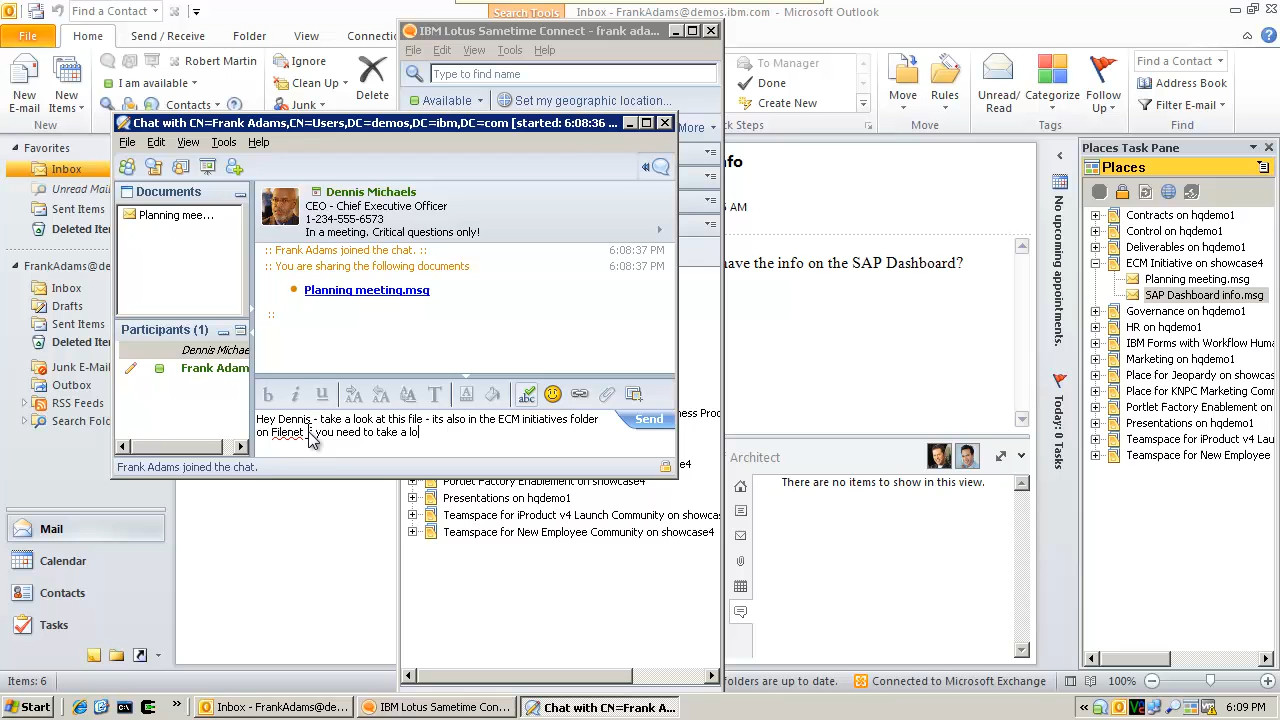 Find a Contact
Search Tools
Inbox - FrankAdams@demos.ibm.com - Microsoft Outlook
File
Home
Send / Receive
Folder
View
New
E-mail
New
Items
I am available
Contacts
Robert Martin
Ignore
Clean Up
Junk
Delete
New
To Manager
Done
Create New
Move
Rules
Move
Unread/
Read
Categorize
Follow
Up
Tags
Find a Contact
Address Book
Filter E-mail
Find
IBM Lotus Sametime Connect - frank ada...
File Edit View Tools Help
Type to find name
Available
Set my geographic location...
More
Chat with CN=Frank Adams,CN=Users,DC=demos,DC=ibm,DC=com [started: 6:08:36 ...
File Edit View Tools Help
Documents
Planning mee...
Participants (1)
Dennis Michae
Frank Adam
Dennis Michaels
CEO - Chief Executive Officer
1-234-555-6573
In a meeting. Critical questions only!
:: Frank Adams joined the chat. :: 6:08:37 PM
:: You are sharing the following documents 6:08:37 PM
Planning meeting.msg
::
b i u
T
abc
Hey Dennis - take a look at this file - its also in the ECM initiatives folder
on Filenet if you need to take a lo
Send
Frank Adams joined the chat.
Favorites
Inbox
Unread Mail
Sent Items
Deleted Iten
FrankAdams@de
Inbox
Drafts
Sent Items
Deleted Ite
Junk E-Mail
Outbox
RSS Feeds
Search Folde
Mail
Calendar
Contacts
Tasks
Portlet Factory Enablement on showcase4
Presentations on hqdemo1
Teamspace for iProduct v4 Launch Community on showcas
Teamspace for New Employee Community on showcase4
nfo
AM
have the info on the SAP Dashboard?
Architect
There are no items to show in this view.
No upcoming appointments.
Today: 0 Tasks
Places Task Pane
Places
Contracts on hqdemo1
Control on hqdemo1
Deliverables on hqdemo1
ECM Initiative on showcase4
Planning meeting.msg
SAP Dashboard info.msg
Governance on hqdemo1
HR on hqdemo1
IBM Forms with Workflow Huma
Marketing on hqdemo1
Place for Jeopardy on showcas
Place for KNPC Marketing Comm
Portlet Factory Enablement on
Presentations on hqdemo1
Teamspace for iProduct v4 Lau
Teamspace for New Employee
Items: 6
folders are up to date.
Connected to Microsoft Exchange
100%
Start
Inbox - FrankAdams@de...
IBM Lotus Sametime Con...
Chat with CN=Frank A...
6:09 PM